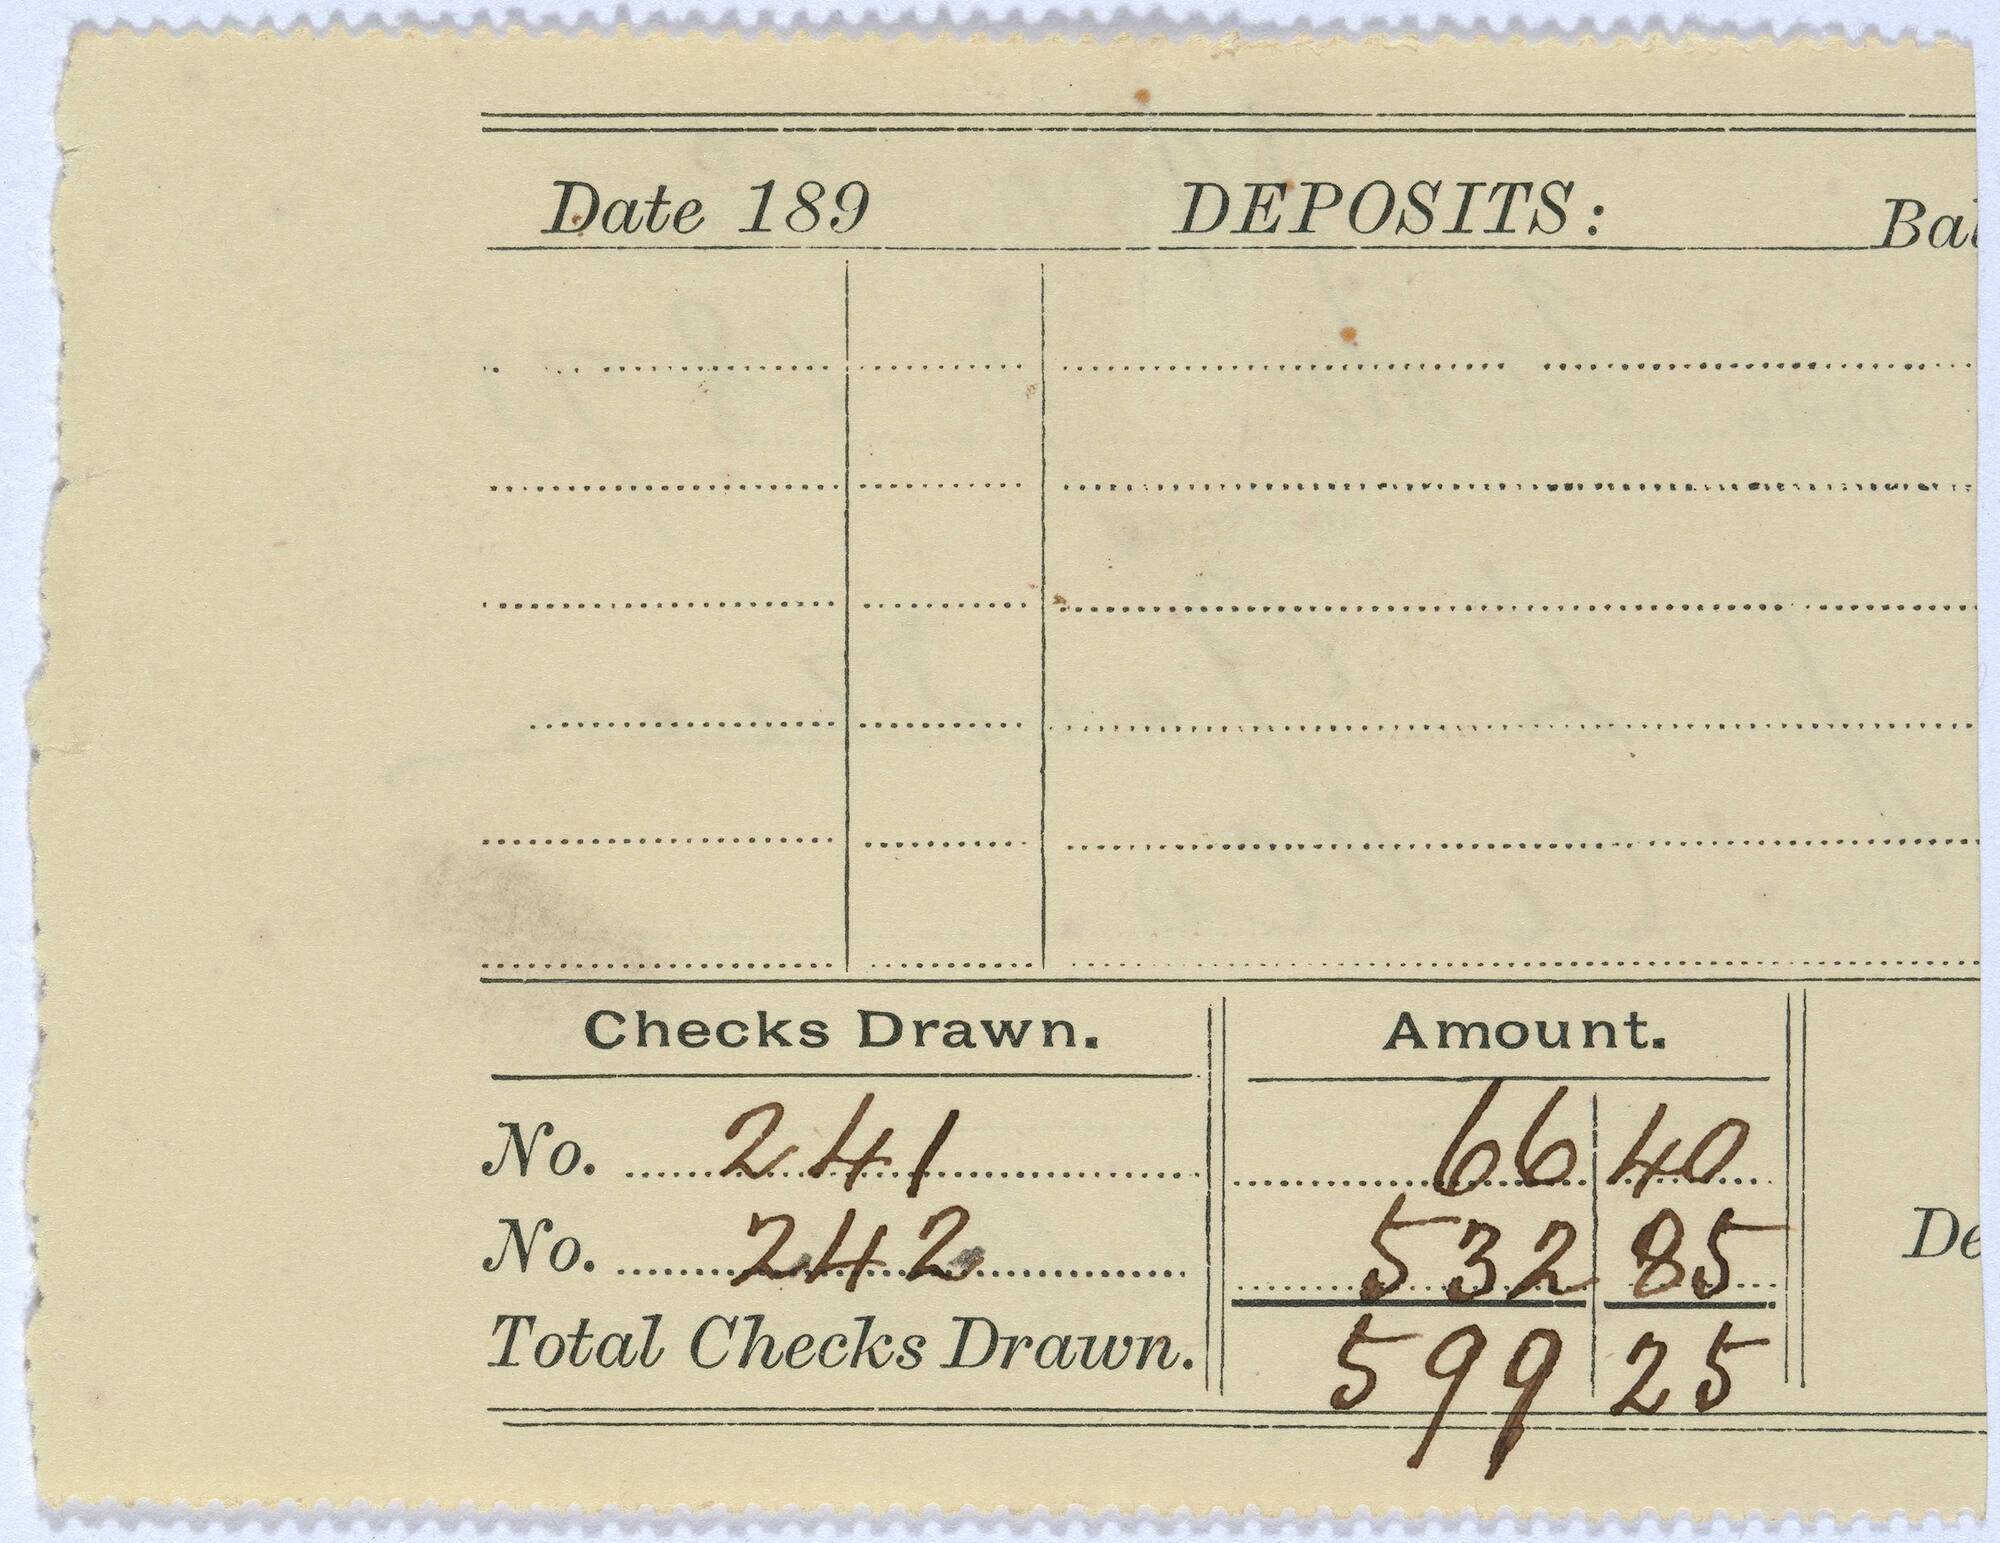 Date 189 DEPOSITS: Bal
Checks Drawn. Amount.
No. 241 66 40
No. 242 532 85
De
Total Checks Drawn. 599 25